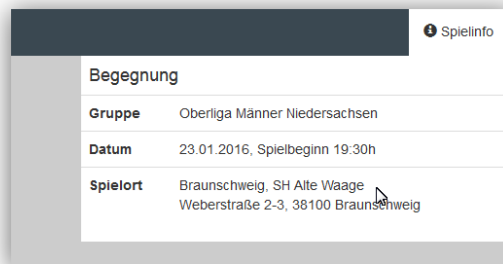 Spielinfo
Begegnung
Gruppe Oberliga Männer Niedersachsen
Datum 23.01.2016, Spielbeginn 19:30h
Spielort Braunschweig, SH Alte Waage
Weberstraße 2-3, 38100 Braunschweig